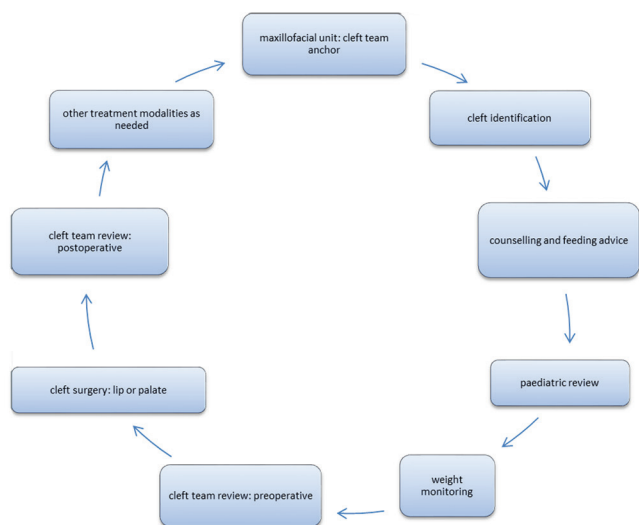 maxillofacial unit: cleft team
anchor
cleft identification
counselling and feeding advice
paediatric review
weight
monitoring
cleft team review: preoperative
cleft surgery: lip or palate
cleft team review:
postoperative
other treatment modalities as
needed